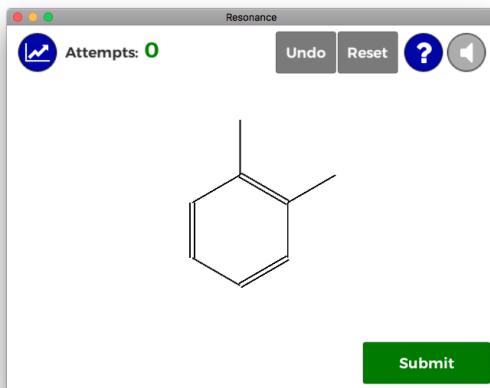 Resonance
Attempts: 0
Undo
Reset
?
Submit